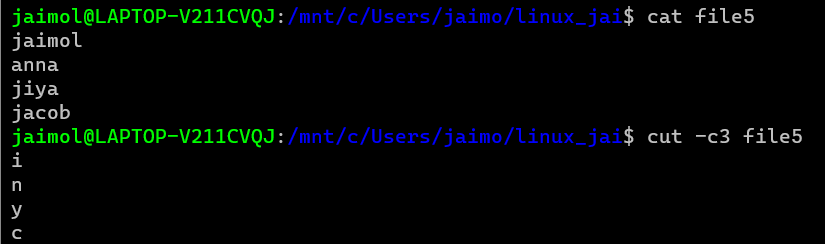 jaimol@LAPTOP-V211CVQJ:/mnt/c/Users/jaimo/linux_jai$ cat file5
jaimol
anna
jiya
jacob
jaimol@LAPTOP-V211CVQJ:/mnt/c/Users/jaimo/linux_jai$ cut -c3 file5
i
n
y
c